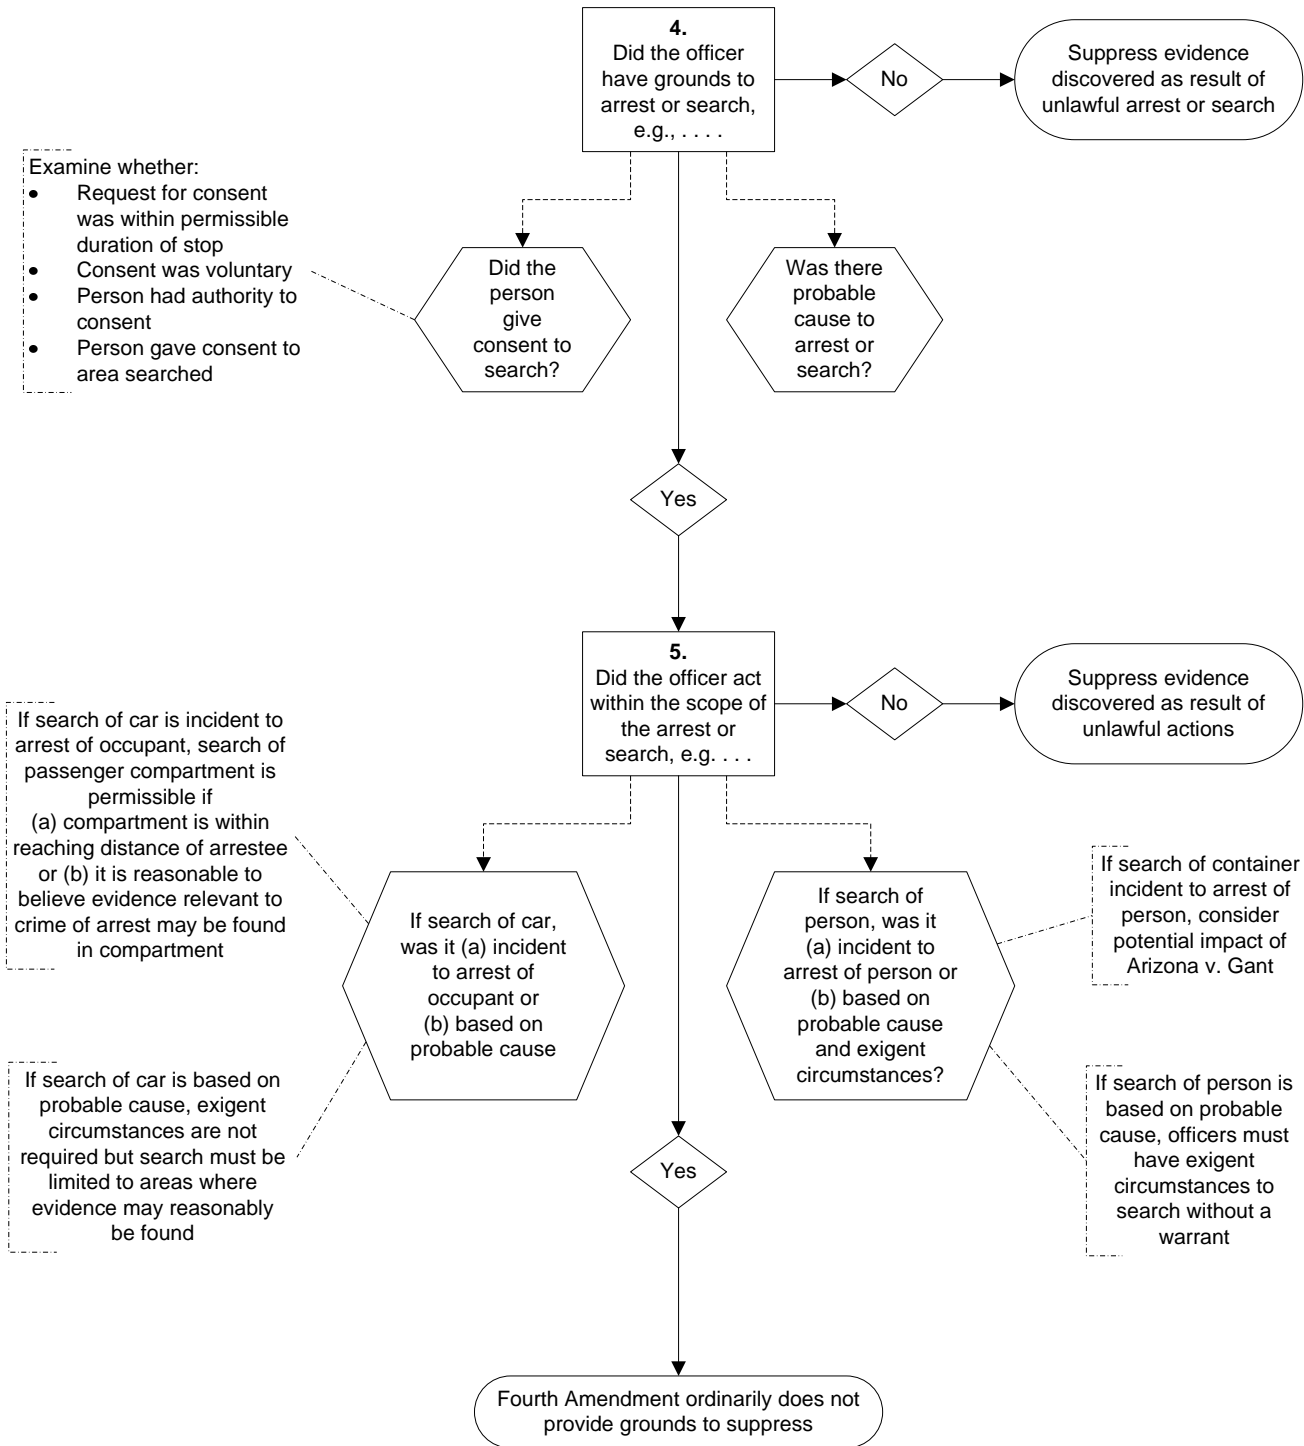 4.
Did the officer
have grounds to
arrest or search,
e.g., . . . .
No
Suppress evidence
discovered as result of
unlawful arrest or search
Examine whether:
• Request for consent
was within permissible
duration of stop
• Consent was voluntary
• Person had authority to
consent
• Person gave consent to
area searched
Did the
person
give
consent to
search?
Was there
probable
cause to
arrest or
search?
Yes
5.
Did the officer act
within the scope of
the arrest or
search, e.g. . . .
No
Suppress evidence
discovered as result of
unlawful actions
If search of car is incident to
arrest of occupant, search of
passenger compartment is
permissible if
(a) compartment is within
reaching distance of arrestee
or (b) it is reasonable to
believe evidence relevant to
crime of arrest may be found
in compartment
If search of car,
was it (a) incident
to arrest of
occupant or
(b) based on
probable cause
If search of
person, was it
(a) incident to
arrest of person or
(b) based on
probable cause
and exigent
circumstances?
If search of container
incident to arrest of
person, consider
potential impact of
Arizona v. Gant
If search of car is based on
probable cause, exigent
circumstances are not
required but search must be
limited to areas where
evidence may reasonably
be found
If search of person is
based on probable
cause, officers must
have exigent
circumstances to
search without a
warrant
Yes
Fourth Amendment ordinarily does not
provide grounds to suppress